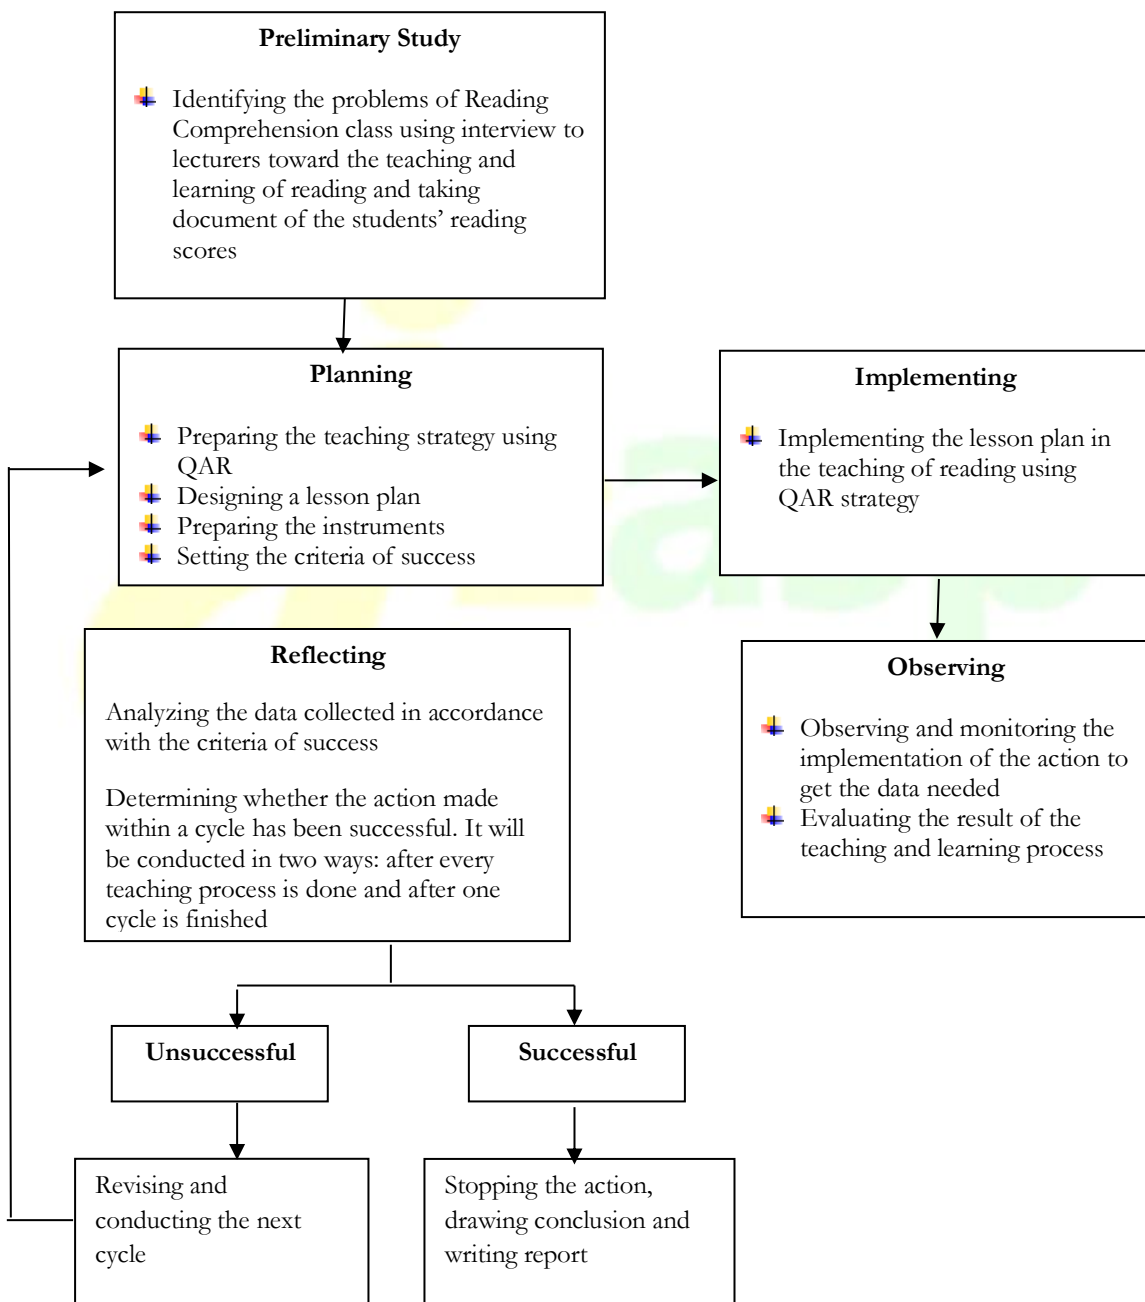 Preliminary Study
Identifying the problems of Reading
Comprehension class using interview to
lecturers toward the teaching and
learning of reading and taking
document of the students’ reading
scores
Planning
Preparing the teaching strategy using
QAR
Designing a lesson plan
Preparing the instruments
Setting the criteria of success
Implementing
Implementing the lesson plan in
the teaching of reading using
QAR strategy
Observing
Observing and monitoring the
implementation of the action to
get the data needed
Evaluating the result of the
teaching and learning process
Reflecting
Analyzing the data collected in accordance
with the criteria of success
Determining whether the action made
within a cycle has been successful. It will
be conducted in two ways: after every
teaching process is done and after one
cycle is finished
Unsuccessful
Successful
Revising and
conducting the next
cycle
Stopping the action,
drawing conclusion and
writing report